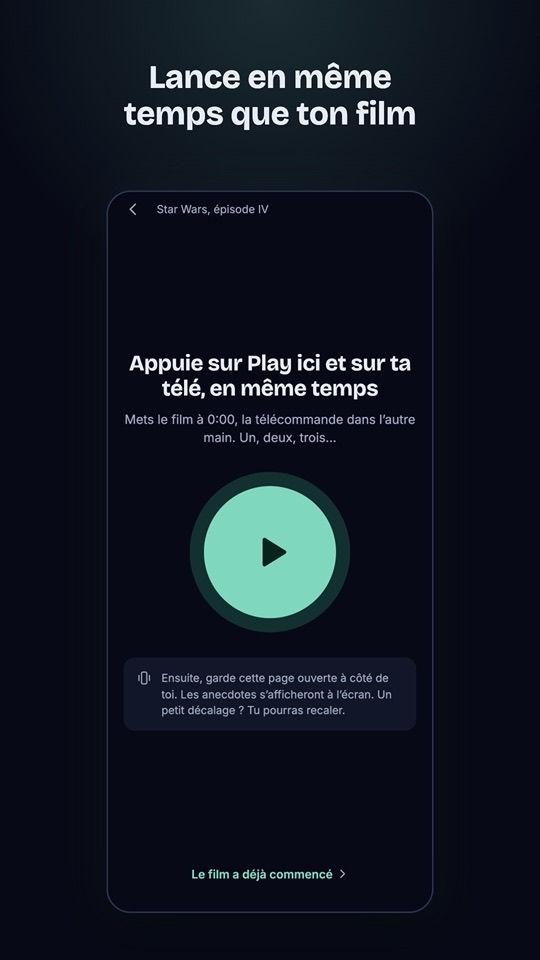 Lance en même
temps que ton film
Star Wars, épisode IV
Appuie sur Play ici et sur ta
télé, en même temps
Mets le film à 0:00, la télécommande dans l’autre
main. Un, deux, trois…
Ensuite, garde cette page ouverte à côté de
toi. Les anecdotes s’afficheront à l’écran. Un
petit décalage ? Tu pourras recaler.
Le film a déjà commencé